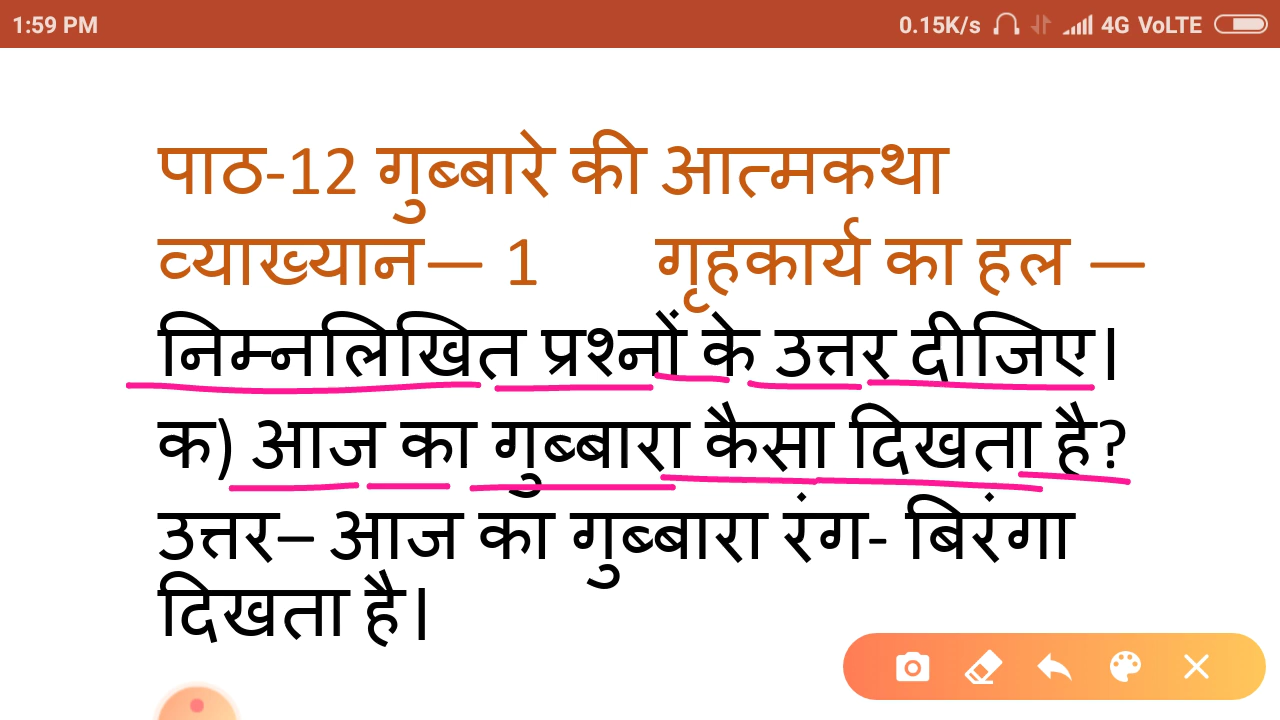 1:59 PM 0.15K/s 4G VoLTE
पाठ-12 गुब्बारे की आत्मकथा
व्याख्यान— 1 गृहकार्य का हल —
निम्नलिखित प्रश्नों के उत्तर दीजिए।
क) आज का गुब्बारा कैसा दिखता है?
उत्तर– आज का गुब्बारा रंग- बिरंगा
दिखता है।